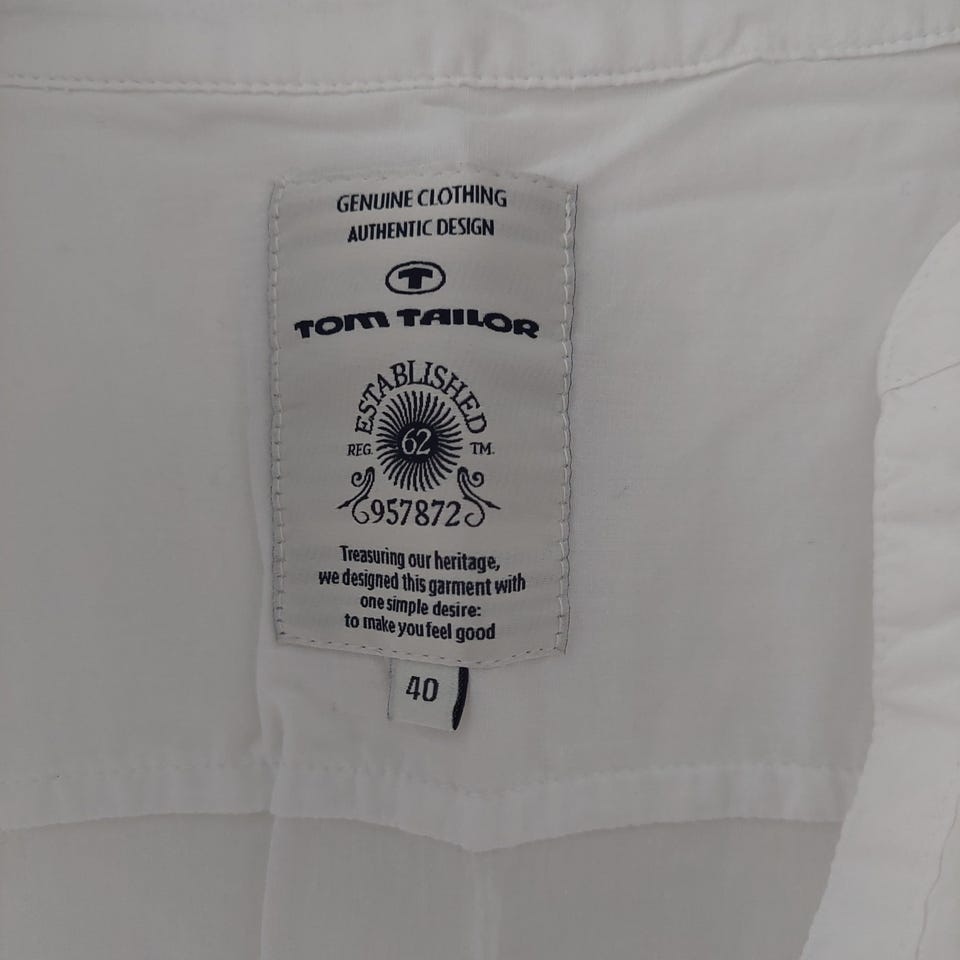 GENUINE CLOTHING
AUTHENTIC DESIGN
T
TOM TAILOR
ESTABLISHED
REG. 62 TM.
957872
Treasuring our heritage,
we designed this garment with
one simple desire:
to make you feel good
40